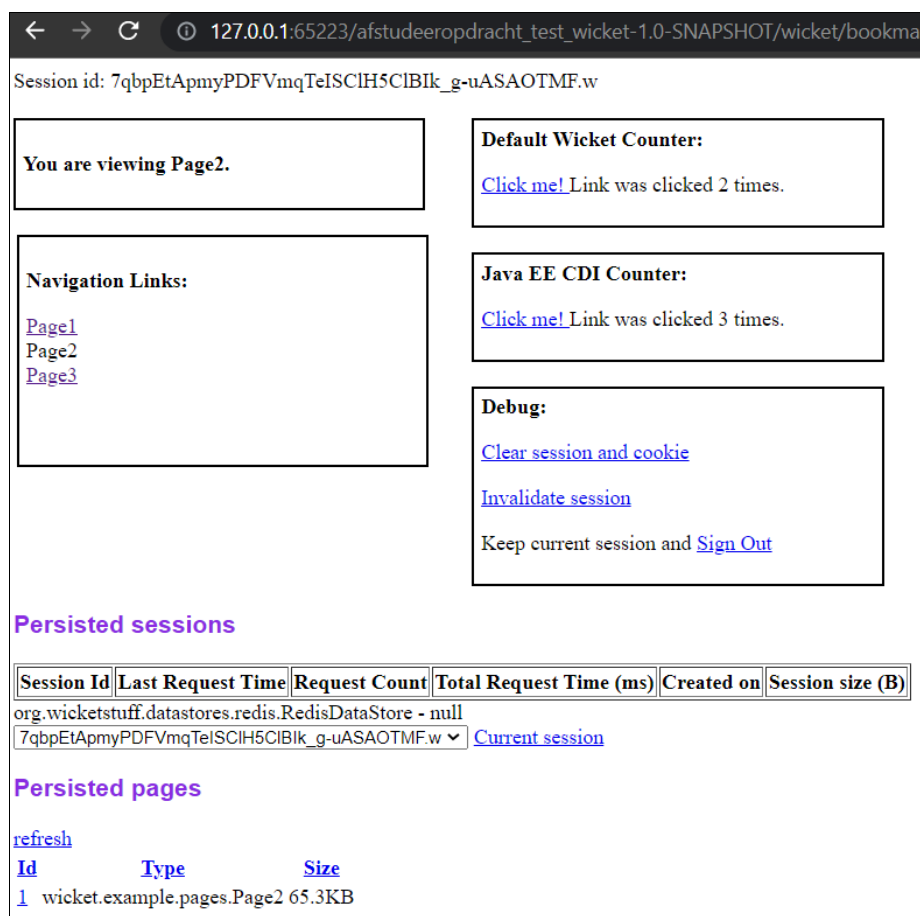 127.0.0.1:65223/afstudeeropdracht_test_wicket-1.0-SNAPSHOT/wicket/bookma
Session id: 7qbpEtApmyPDFVmqTeISClH5ClBIk_g-uASAOTMF.w
You are viewing Page2.
Navigation Links:
Page1
Page2
Page3
Default Wicket Counter:
Click me! Link was clicked 2 times.
Java EE CDI Counter:
Click me! Link was clicked 3 times.
Debug:
Clear session and cookie
Invalidate session
Keep current session and Sign Out
Persisted sessions
Session Id Last Request Time Request Count Total Request Time (ms) Created on Session size (B)
org.wicketstuff.datastores.redis.RedisDataStore - null
7qbpEtApmyPDFVmqTeISClH5ClBIk_g-uASAOTMF.w Current session
Persisted pages
refresh
Id Type Size
1 wicket.example.pages.Page2 65.3KB